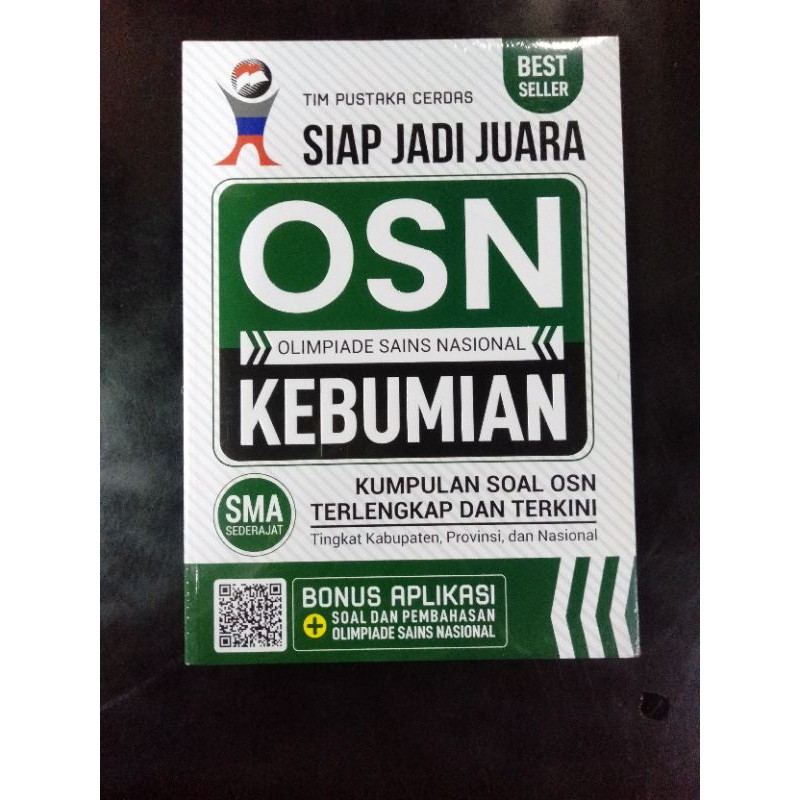 BEST
SELLER
TIM PUSTAKA CERDAS
SIAP JADI JUARA
OSN
OLIMPIADE SAINS NASIONAL
KEBUMIAN
SMA
SEDERAJAT
KUMPULAN SOAL OSN
TERLENGKAP DAN TERKINI
Tingkat Kabupaten, Provinsi, dan Nasional
BONUS APLIKASI
+ SOAL DAN PEMBAHASAN
OLIMPIADE SAINS NASIONAL